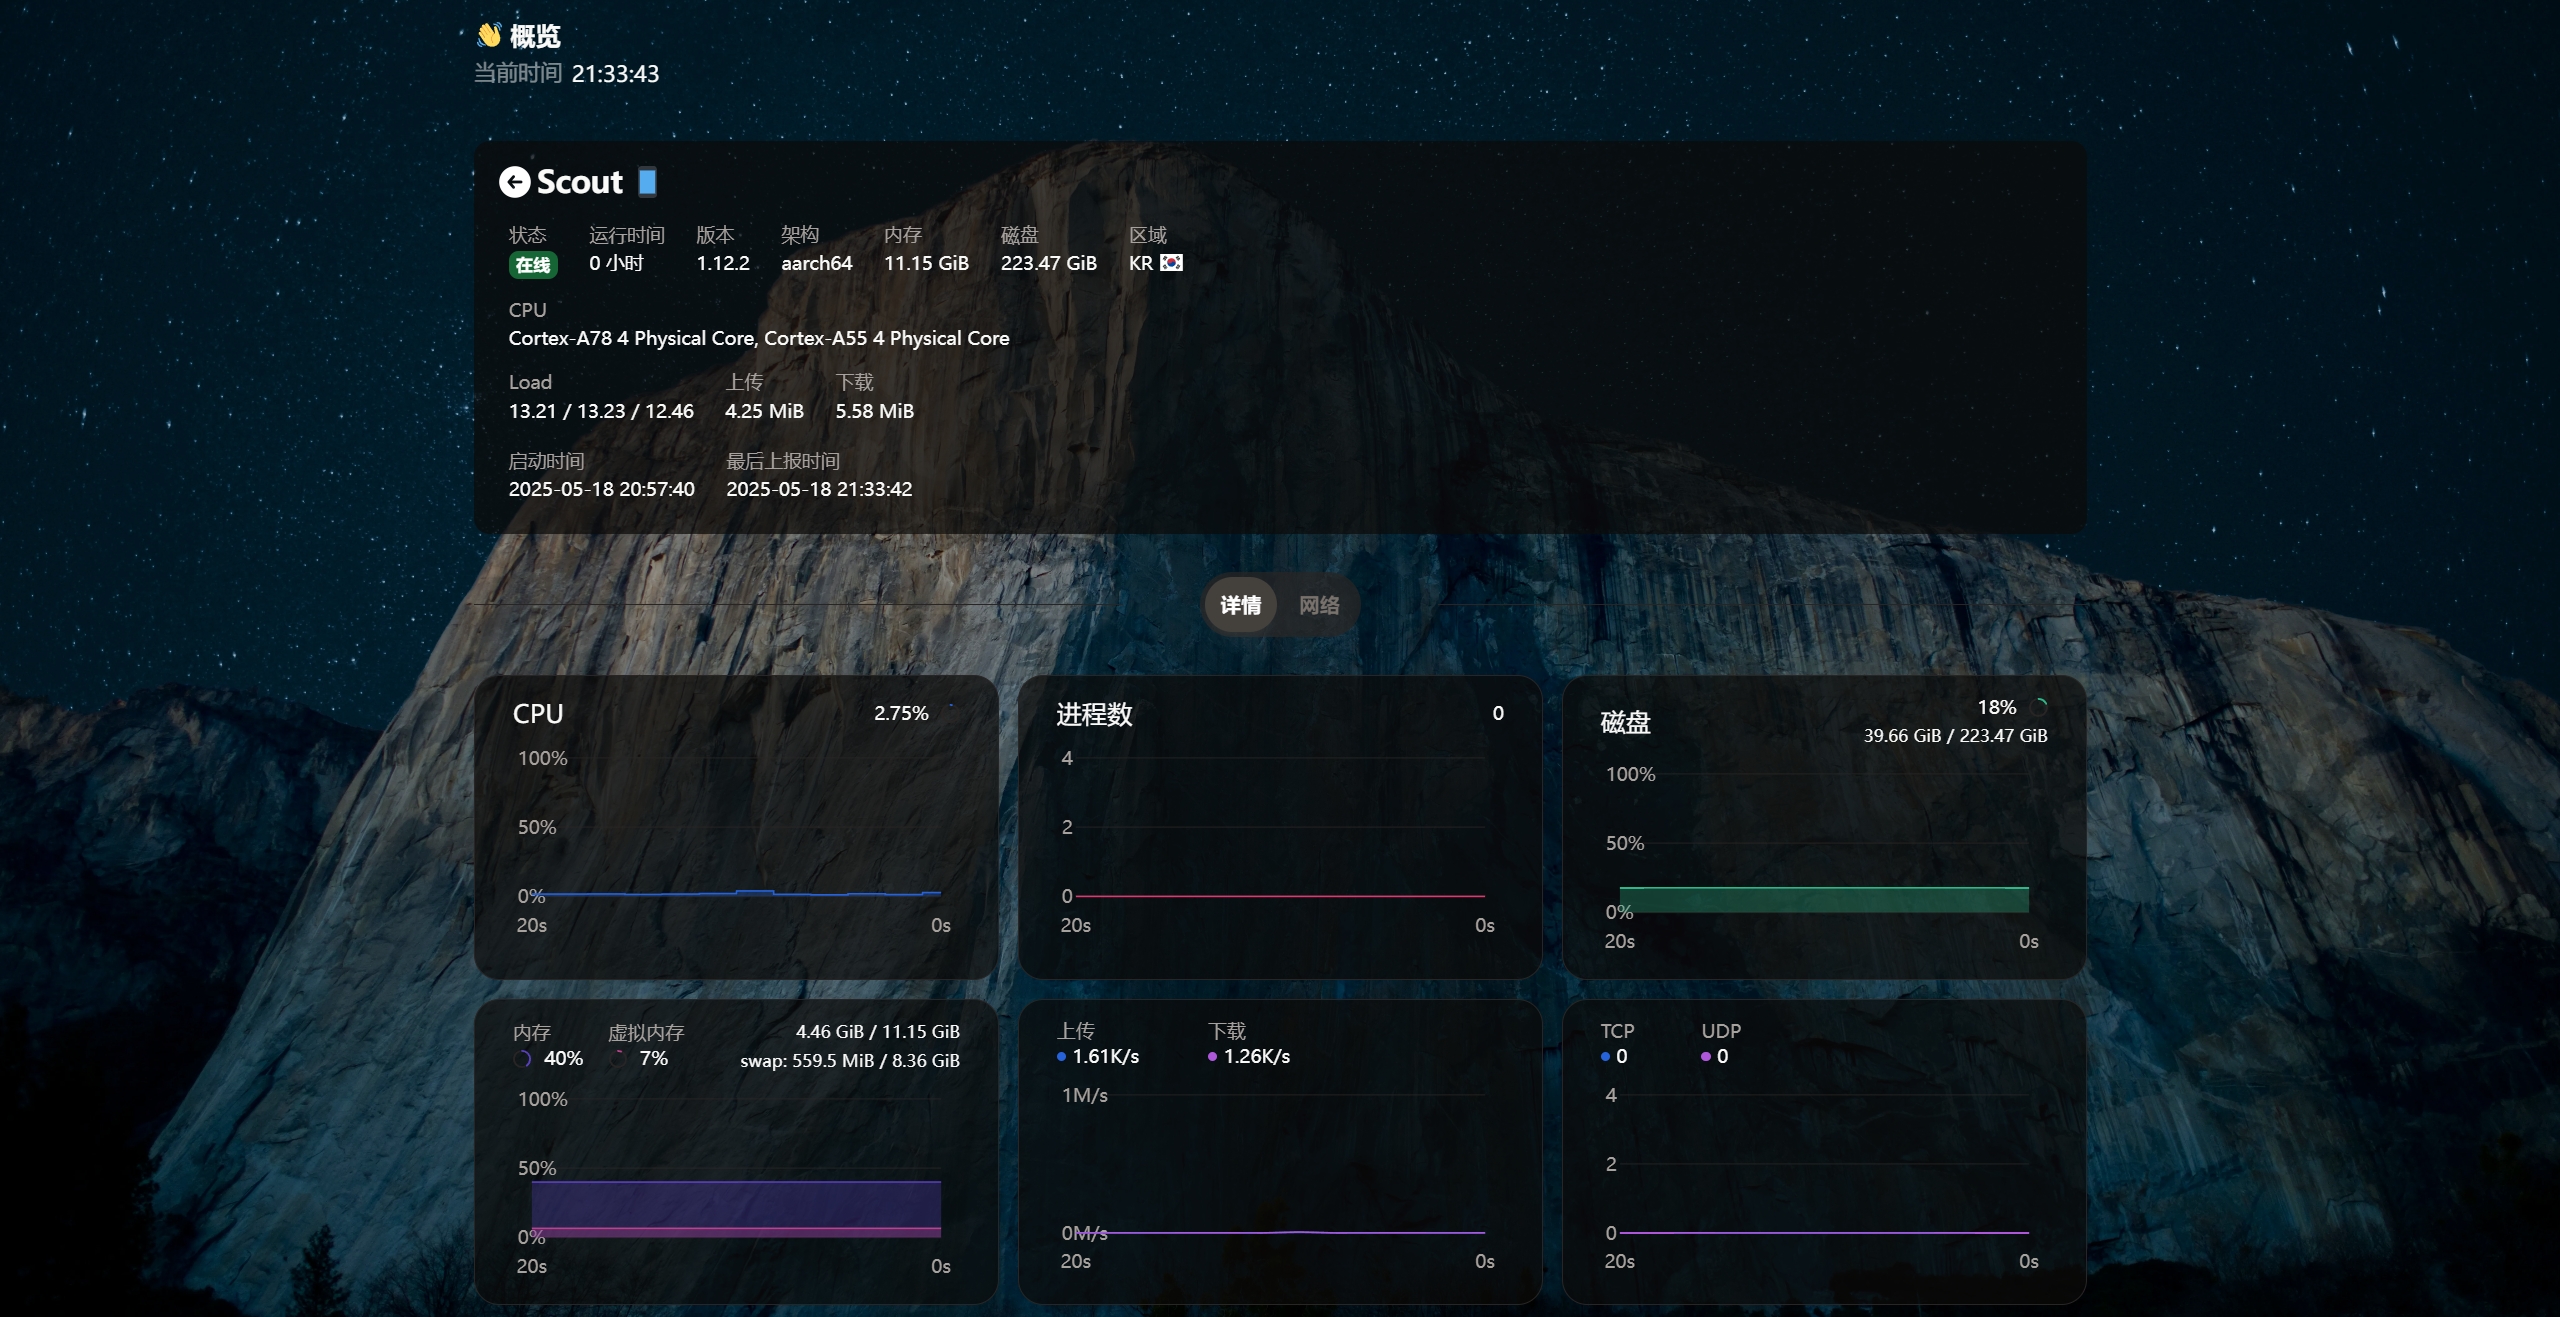 👋 概览
当前时间 21:33:43
Scout
状态 运行时间 版本 架构 内存 磁盘 区域
在线 0 小时 1.12.2 aarch64 11.15 GiB 223.47 GiB KR
CPU
Cortex-A78 4 Physical Core, Cortex-A55 4 Physical Core
Load 上传 下载
13.21 / 13.23 / 12.46 4.25 MiB 5.58 MiB
启动时间 最后上报时间
2025-05-18 20:57:40 2025-05-18 21:33:42
详情 网络
CPU 2.75%
100%
50%
0%
20s 0s
进程数 0
4
2
0
20s 0s
磁盘 18%
39.66 GiB / 223.47 GiB
100%
50%
0%
20s 0s
内存 虚拟内存 4.46 GiB / 11.15 GiB
40% 7% swap: 559.5 MiB / 8.36 GiB
100%
50%
0%
20s 0s
上传 下载
1.61K/s 1.26K/s
1M/s
0M/s
20s 0s
TCP UDP
0 0
4
2
0
20s 0s